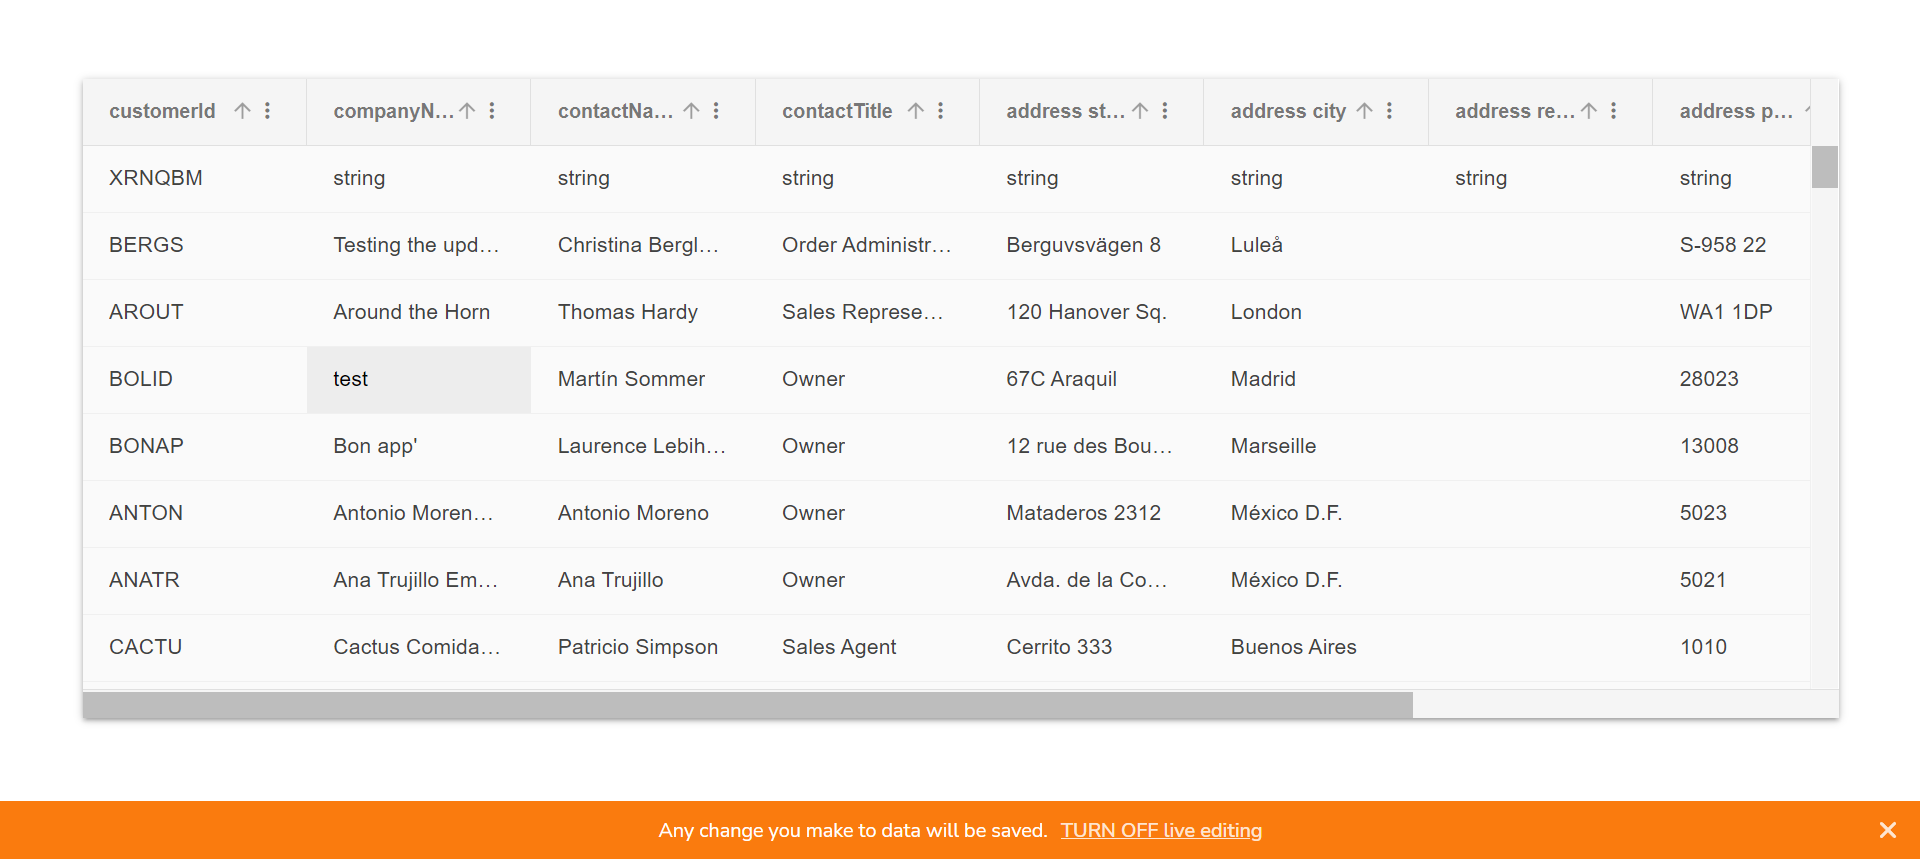 customerId companyN... contactNa... contactTitle address st... address city address re... address p...
XRNQBM string string string string string string string
BERGS Testing the upd... Christina Bergl... Order Administr... Berguvsvägen 8 Luleå S-958 22
AROUT Around the Horn Thomas Hardy Sales Represe... 120 Hanover Sq. London WA1 1DP
BOLID test Martín Sommer Owner 67C Araquil Madrid 28023
BONAP Bon app' Laurence Lebih... Owner 12 rue des Bou... Marseille 13008
ANTON Antonio Moren... Antonio Moreno Owner Mataderos 2312 México D.F. 5023
ANATR Ana Trujillo Em... Ana Trujillo Owner Avda. de la Co... México D.F. 5021
CACTU Cactus Comida... Patricio Simpson Sales Agent Cerrito 333 Buenos Aires 1010
Any change you make to data will be saved. TURN OFF live editing